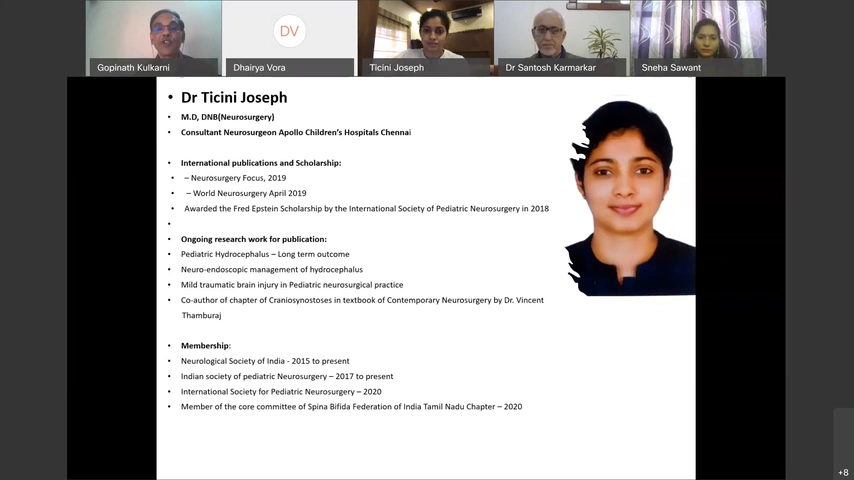 DV
Gopinath Kulkarni
Dhairya Vora
Ticini Joseph
Dr Santosh Karmarkar
Sneha Sawant
• Dr Ticini Joseph
• M.D, DNB(Neurosurgery)
• Consultant Neurosurgeon Apollo Children's Hospitals Chennai
• International publications and Scholarship:
• – Neurosurgery Focus, 2019
• – World Neurosurgery April 2019
• Awarded the Fred Epstein Scholarship by the International Society of Pediatric Neurosurgery in 2018
•
• Ongoing research work for publication:
• Pediatric Hydrocephalus – Long term outcome
• Neuro-endoscopic management of hydrocephalus
• Mild traumatic brain injury in Pediatric neurosurgical practice
• Co-author of chapter of Craniosynostoses in textbook of Contemporary Neurosurgery by Dr. Vincent
Thamburaj
• Membership:
• Neurological Society of India - 2015 to present
• Indian society of pediatric Neurosurgery – 2017 to present
• International Society for Pediatric Neurosurgery – 2020
• Member of the core committee of Spina Bifida Federation of India Tamil Nadu Chapter – 2020
+8